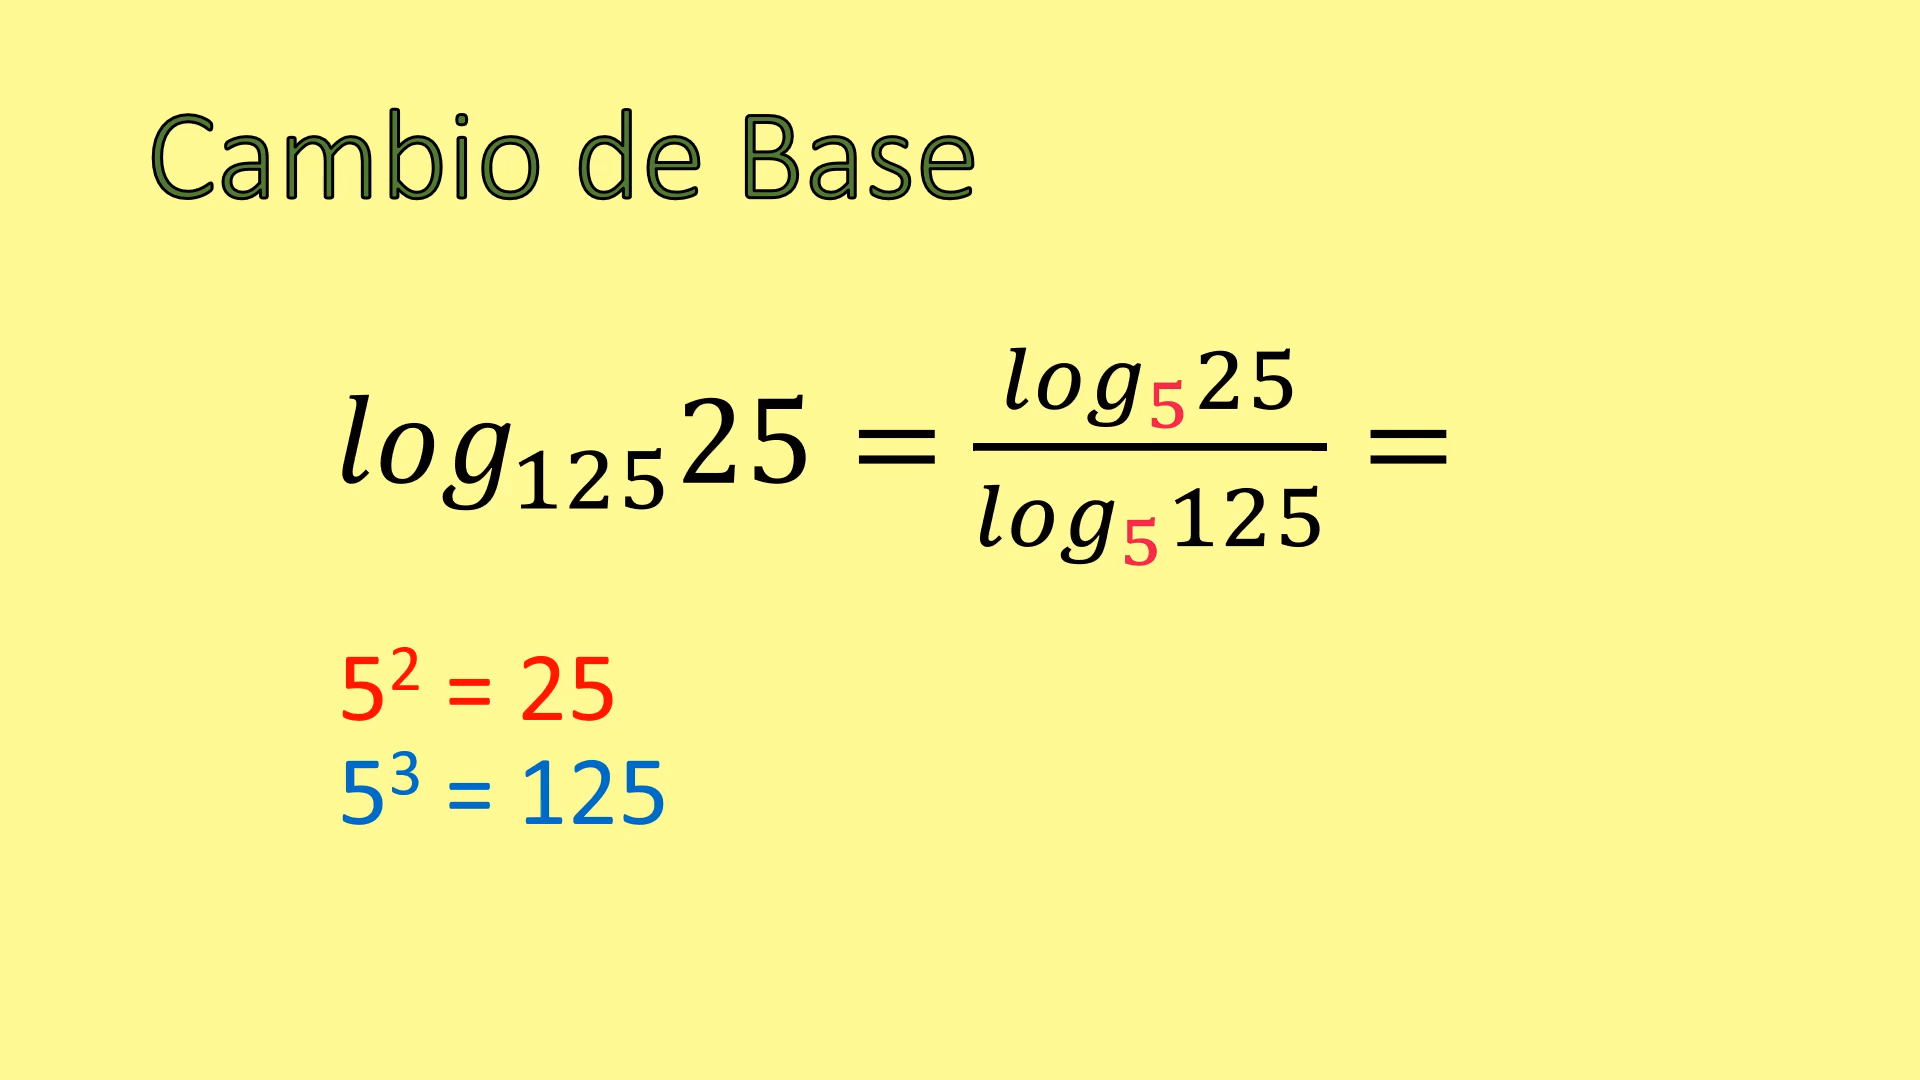 Cambio de Base
log₁₂₅25 = log₅25 / log₅125 =
5² = 25
5³ = 125